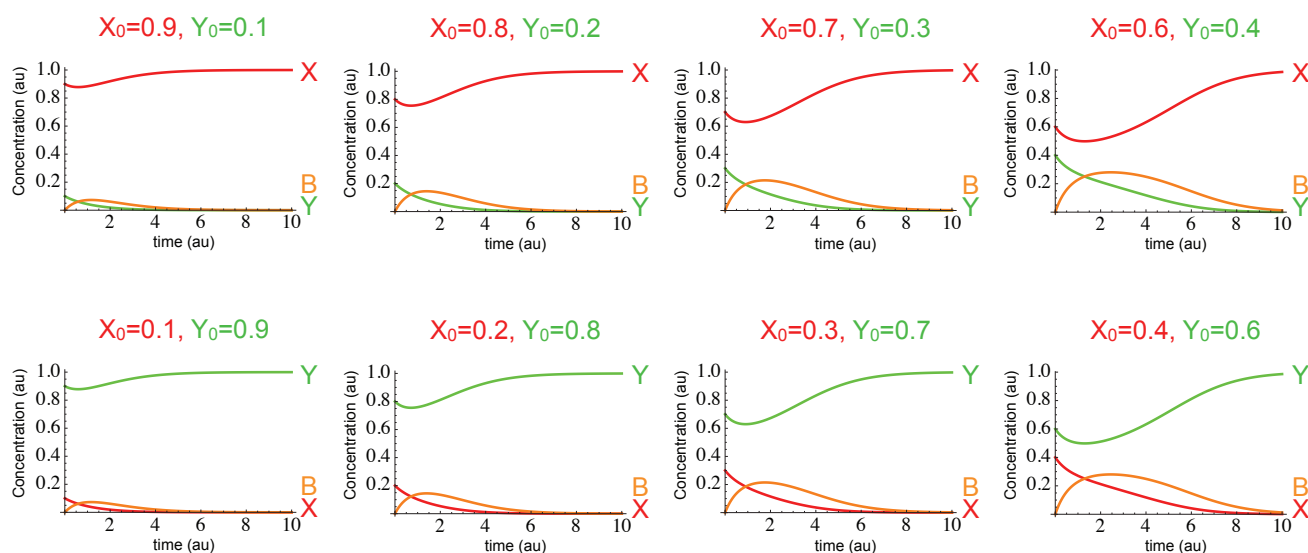 X0=0.9, Y0=0.1
X0=0.8, Y0=0.2
X0=0.7, Y0=0.3
X0=0.6, Y0=0.4
Concentration (au)
1.0
0.8
0.6
0.4
0.2
2
4
6
8
10
time (au)
X
B
Y
Concentration (au)
1.0
0.8
0.6
0.4
0.2
2
4
6
8
10
time (au)
X
B
Y
Concentration (au)
1.0
0.8
0.6
0.4
0.2
2
4
6
8
10
time (au)
X
B
Y
Concentration (au)
1.0
0.8
0.6
0.4
0.2
2
4
6
8
10
time (au)
X
B
Y
X0=0.1, Y0=0.9
X0=0.2, Y0=0.8
X0=0.3, Y0=0.7
X0=0.4, Y0=0.6
Concentration (au)
1.0
0.8
0.6
0.4
0.2
2
4
6
8
10
time (au)
Y
B
X
Concentration (au)
1.0
0.8
0.6
0.4
0.2
2
4
6
8
10
time (au)
Y
B
X
Concentration (au)
1.0
0.8
0.6
0.4
0.2
2
4
6
8
10
time (au)
Y
B
X
Concentration (au)
1.0
0.8
0.6
0.4
0.2
2
4
6
8
10
time (au)
Y
B
X